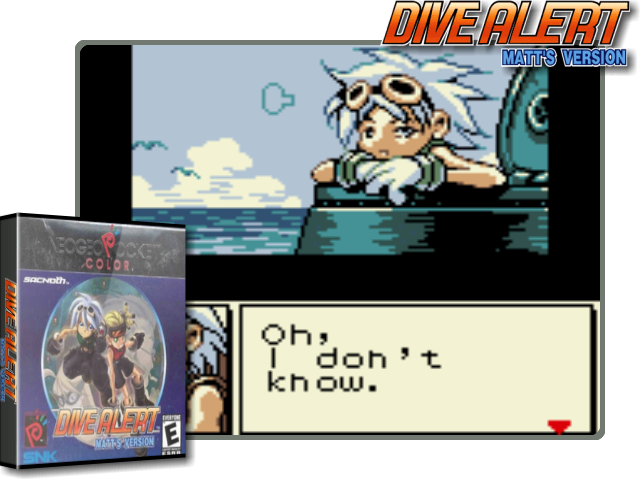 DIVE ALERT
MATT'S VERSION
Oh,
I don't
know.
NEOGEO POCKET
COLOR
SACNOTH
DIVE ALERT
DIVE ALERT
MATT'S VERSION
EVERYONE
E
SNK